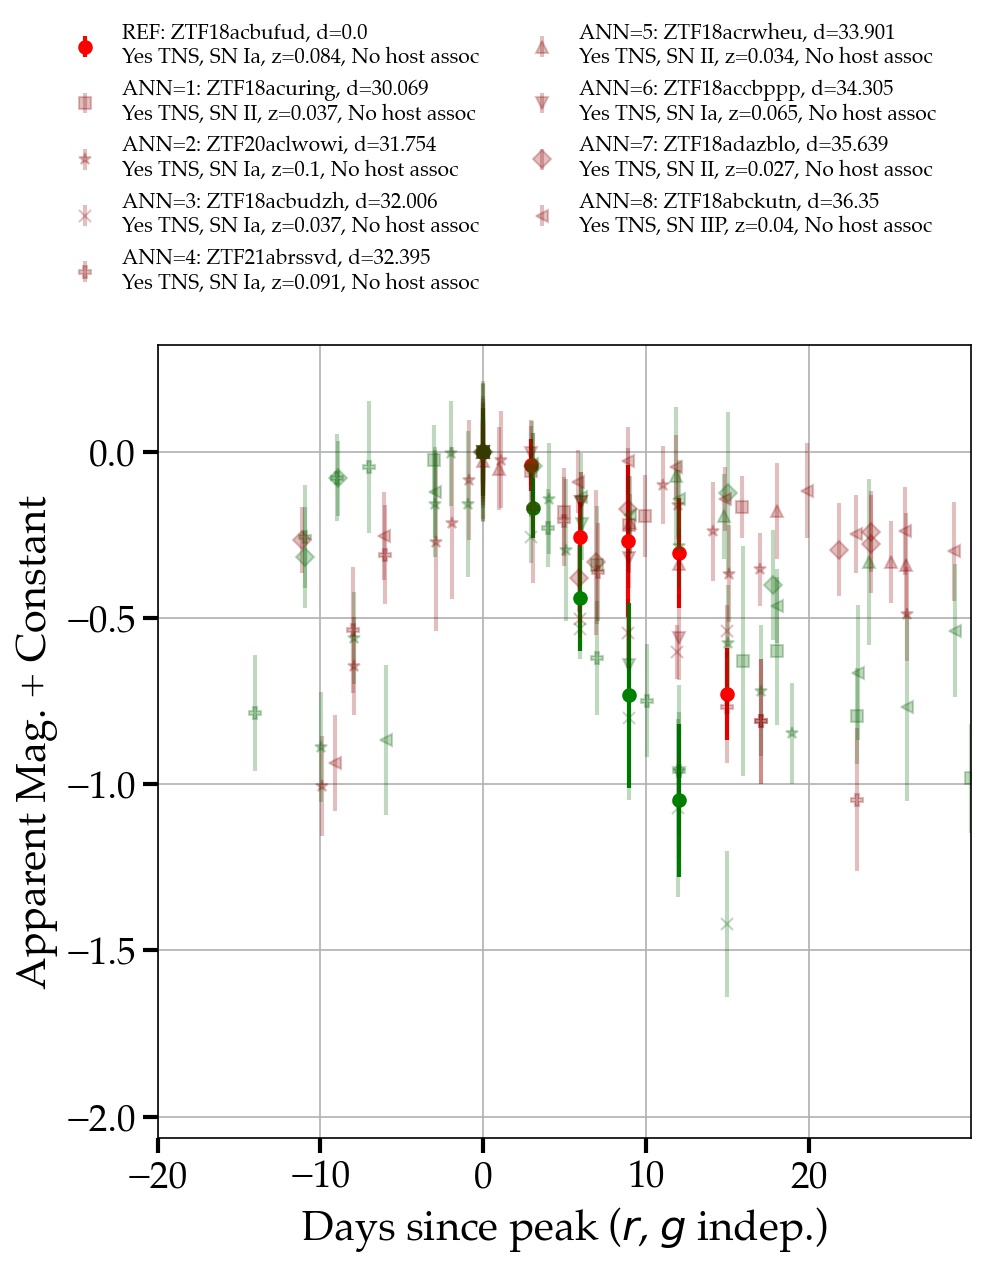 REF: ZTF18acbufud, d=0.0
Yes TNS, SN Ia, z=0.084, No host assoc
ANN=1: ZTF18acuring, d=30.069
Yes TNS, SN II, z=0.037, No host assoc
ANN=2: ZTF20aclwowi, d=31.754
Yes TNS, SN Ia, z=0.1, No host assoc
ANN=3: ZTF18acbudzh, d=32.006
Yes TNS, SN Ia, z=0.037, No host assoc
ANN=4: ZTF21abrssvd, d=32.395
Yes TNS, SN Ia, z=0.091, No host assoc
ANN=5: ZTF18acrwheu, d=33.901
Yes TNS, SN II, z=0.034, No host assoc
ANN=6: ZTF18accbppp, d=34.305
Yes TNS, SN Ia, z=0.065, No host assoc
ANN=7: ZTF18adazblo, d=35.639
Yes TNS, SN II, z=0.027, No host assoc
ANN=8: ZTF18abckutn, d=36.35
Yes TNS, SN IIP, z=0.04, No host assoc
Apparent Mag. + Constant
0.0
−0.5
−1.0
−1.5
−2.0
−20
−10
0
10
20
Days since peak (r, g indep.)